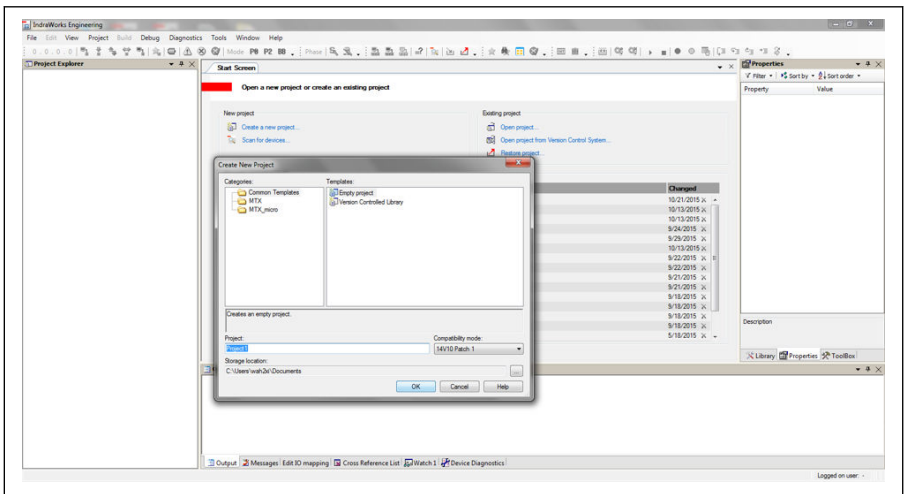 IndraWorks Engineering
File Edit View Project Build Debug Diagnostics Tools Window Help
Mode P0 P2 BB Phase
Project Explorer
Start Screen
Open a new project or create an existing project
New project
Create a new project...
Scan for devices...
Existing project
Open project...
Open project from Version Control System...
Restore project...
Changed
10/21/2015
10/13/2015
10/13/2015
9/24/2015
9/29/2015
10/13/2015
9/22/2015
9/22/2015
9/21/2015
9/21/2015
9/18/2015
9/18/2015
9/18/2015
9/18/2015
5/18/2015
Create New Project
Categories:
Common Templates
MTX
MTX_micro
Templates:
Empty project
Version Controlled Library
Creates an empty project.
Project:
Project1
Compatibility mode:
14V10 Patch 1
Storage location:
C:\Users\wah2si\Documents
...
OK Cancel Help
Properties
Filter Sort by Sort order
Property Value
Description
Library Properties ToolBox
Output Messages Edit IO mapping Cross Reference List Watch 1 Device Diagnostics
Logged on user: -